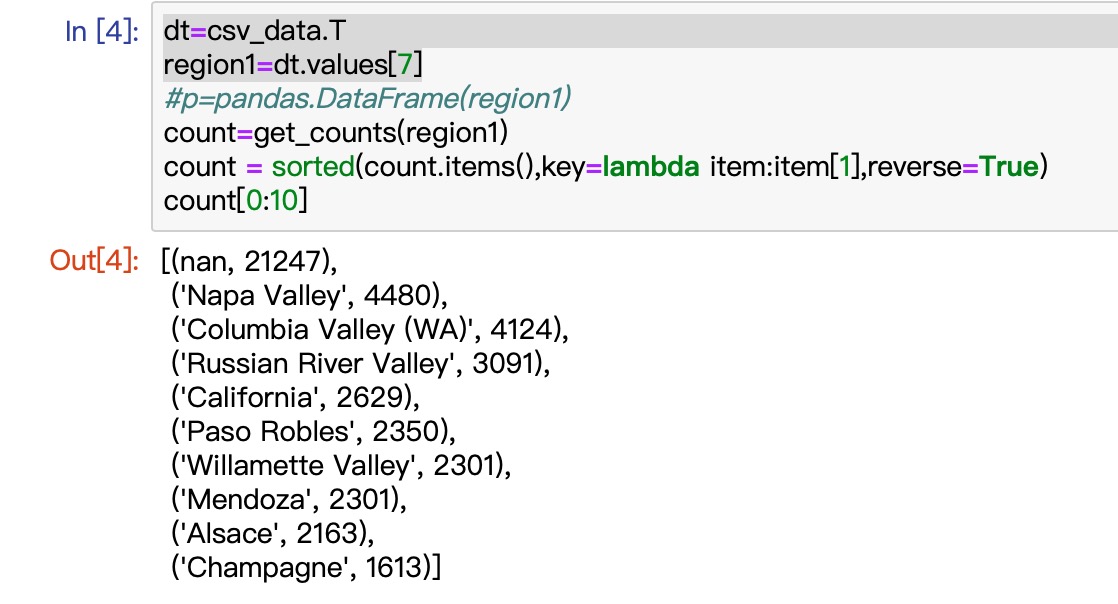 In [4]:
dt=csv_data.T
region1=dt.values[7]
#p=pandas.DataFrame(region1)
count=get_counts(region1)
count = sorted(count.items(),key=lambda item:item[1],reverse=True)
count[0:10]
Out[4]:
[(nan, 21247),
('Napa Valley', 4480),
('Columbia Valley (WA)', 4124),
('Russian River Valley', 3091),
('California', 2629),
('Paso Robles', 2350),
('Willamette Valley', 2301),
('Mendoza', 2301),
('Alsace', 2163),
('Champagne', 1613)]